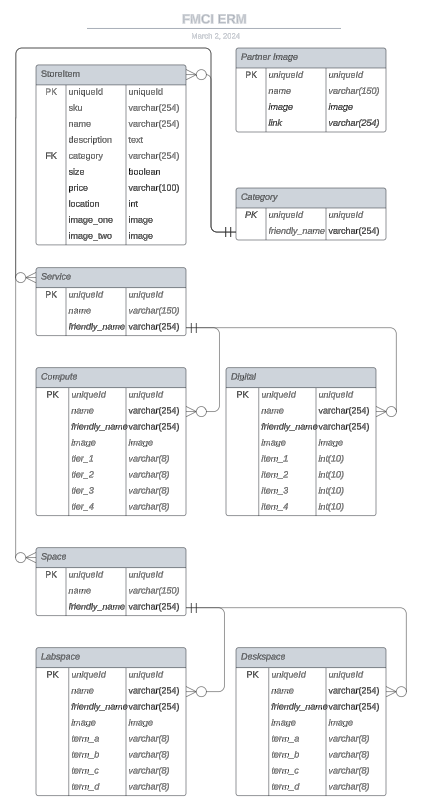 FMCI ERM
March 2, 2024
StoreItem
PK uniqueId uniqueId
sku varchar(254)
name varchar(254)
description text
FK category varchar(254)
size boolean
price varchar(100)
location int
image_one image
image_two image
Partner Image
PK uniqueId uniqueId
name varchar(150)
image image
link varchar(254)
Category
PK uniqueId uniqueId
friendly_name varchar(254)
Service
PK uniqueId uniqueId
name varchar(150)
friendly_name varchar(254)
Compute
PK uniqueId uniqueId
name varchar(254)
friendly_name varchar(254)
image image
tier_1 varchar(8)
tier_2 varchar(8)
tier_3 varchar(8)
tier_4 varchar(8)
Digital
PK uniqueId uniqueId
name varchar(254)
friendly_name varchar(254)
image image
item_1 int(10)
item_2 int(10)
item_3 int(10)
item_4 int(10)
Space
PK uniqueId uniqueId
name varchar(150)
friendly_name varchar(254)
Labspace
PK uniqueId uniqueId
name varchar(254)
friendly_name varchar(254)
image image
term_a varchar(8)
term_b varchar(8)
term_c varchar(8)
term_d varchar(8)
Deskspace
PK uniqueId uniqueId
name varchar(254)
friendly_name varchar(254)
image image
term_a varchar(8)
term_b varchar(8)
term_c varchar(8)
term_d varchar(8)